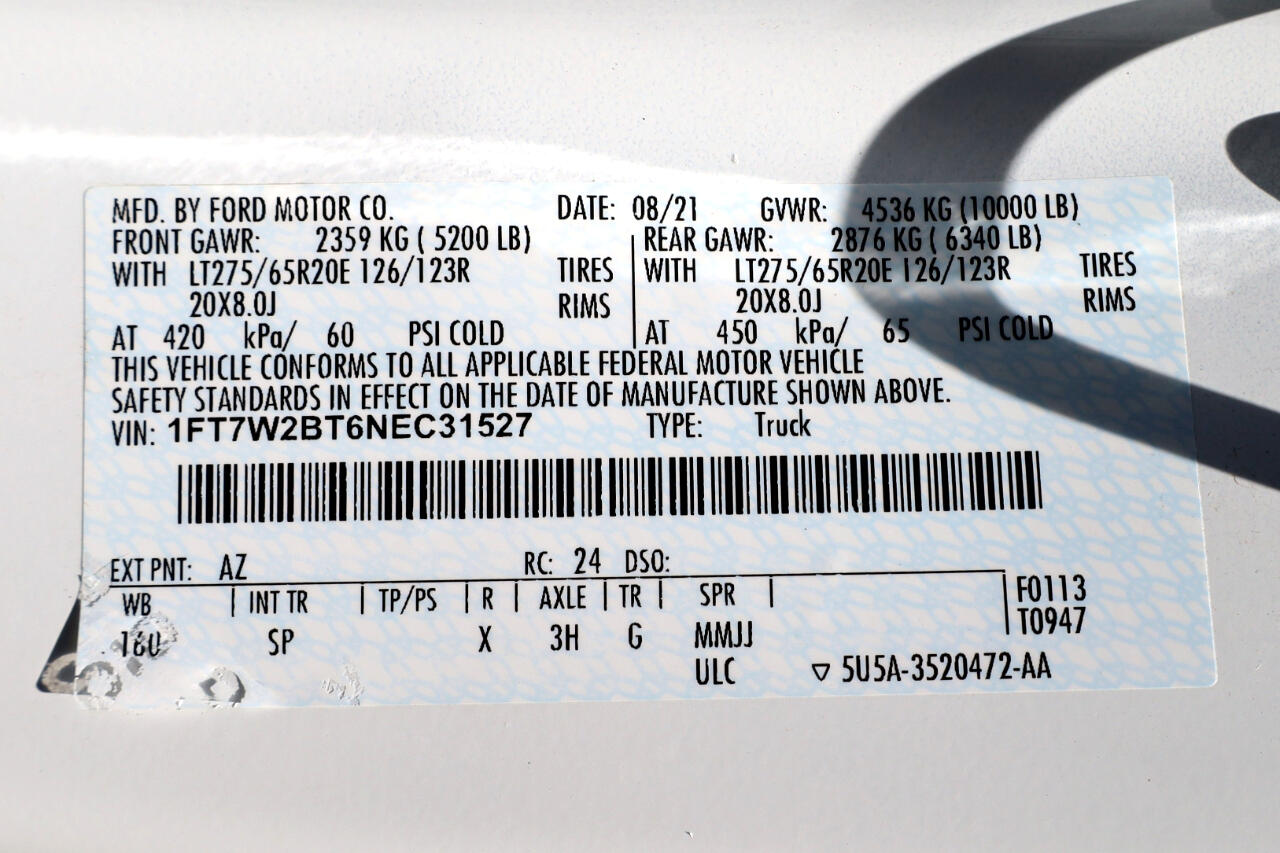 MFD. BY FORD MOTOR CO. DATE: 08/21 GVWR: 4536 KG (10000 LB)
FRONT GAWR: 2359 KG ( 5200 LB) REAR GAWR: 2876 KG ( 6340 LB)
WITH LT275/65R20E 126/123R TIRES WITH LT275/65R20E 126/123R TIRES
20X8.0J RIMS 20X8.0J RIMS
AT 420 kPa/ 60 PSI COLD AT 450 kPa/ 65 PSI COLD
THIS VEHICLE CONFORMS TO ALL APPLICABLE FEDERAL MOTOR VEHICLE
SAFETY STANDARDS IN EFFECT ON THE DATE OF MANUFACTURE SHOWN ABOVE.
VIN: 1FT7W2BT6NEC31527 TYPE: Truck
EXT PNT: AZ RC: 24 DSO:
WB INT TR TP/PS R AXLE TR SPR F0113
T0947
160 SP X 3H G MMJJ
ULC ▽ 5U5A-3520472-AA